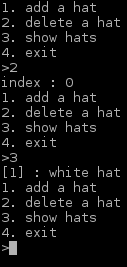 1. add a hat
2. delete a hat
3. show hats
4. exit
>2
index : 0
1. add a hat
2. delete a hat
3. show hats
4. exit
>3
[1] : white hat
1. add a hat
2. delete a hat
3. show hats
4. exit
>